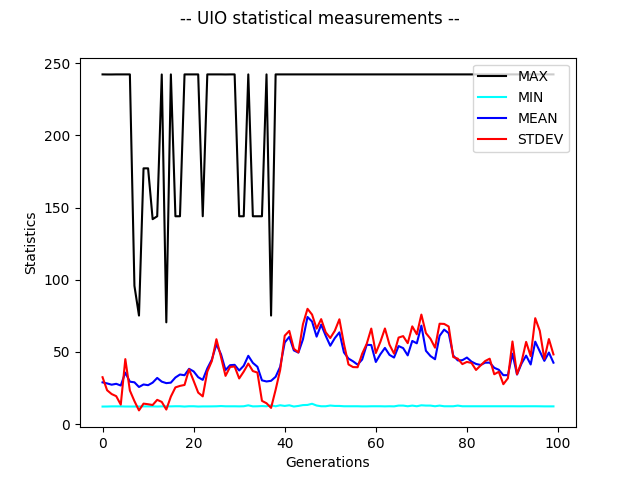 -- UIO statistical measurements --
250
200
150
100
50
0
Statistics
MAX
MIN
MEAN
STDEV
0 20 40 60 80 100
Generations